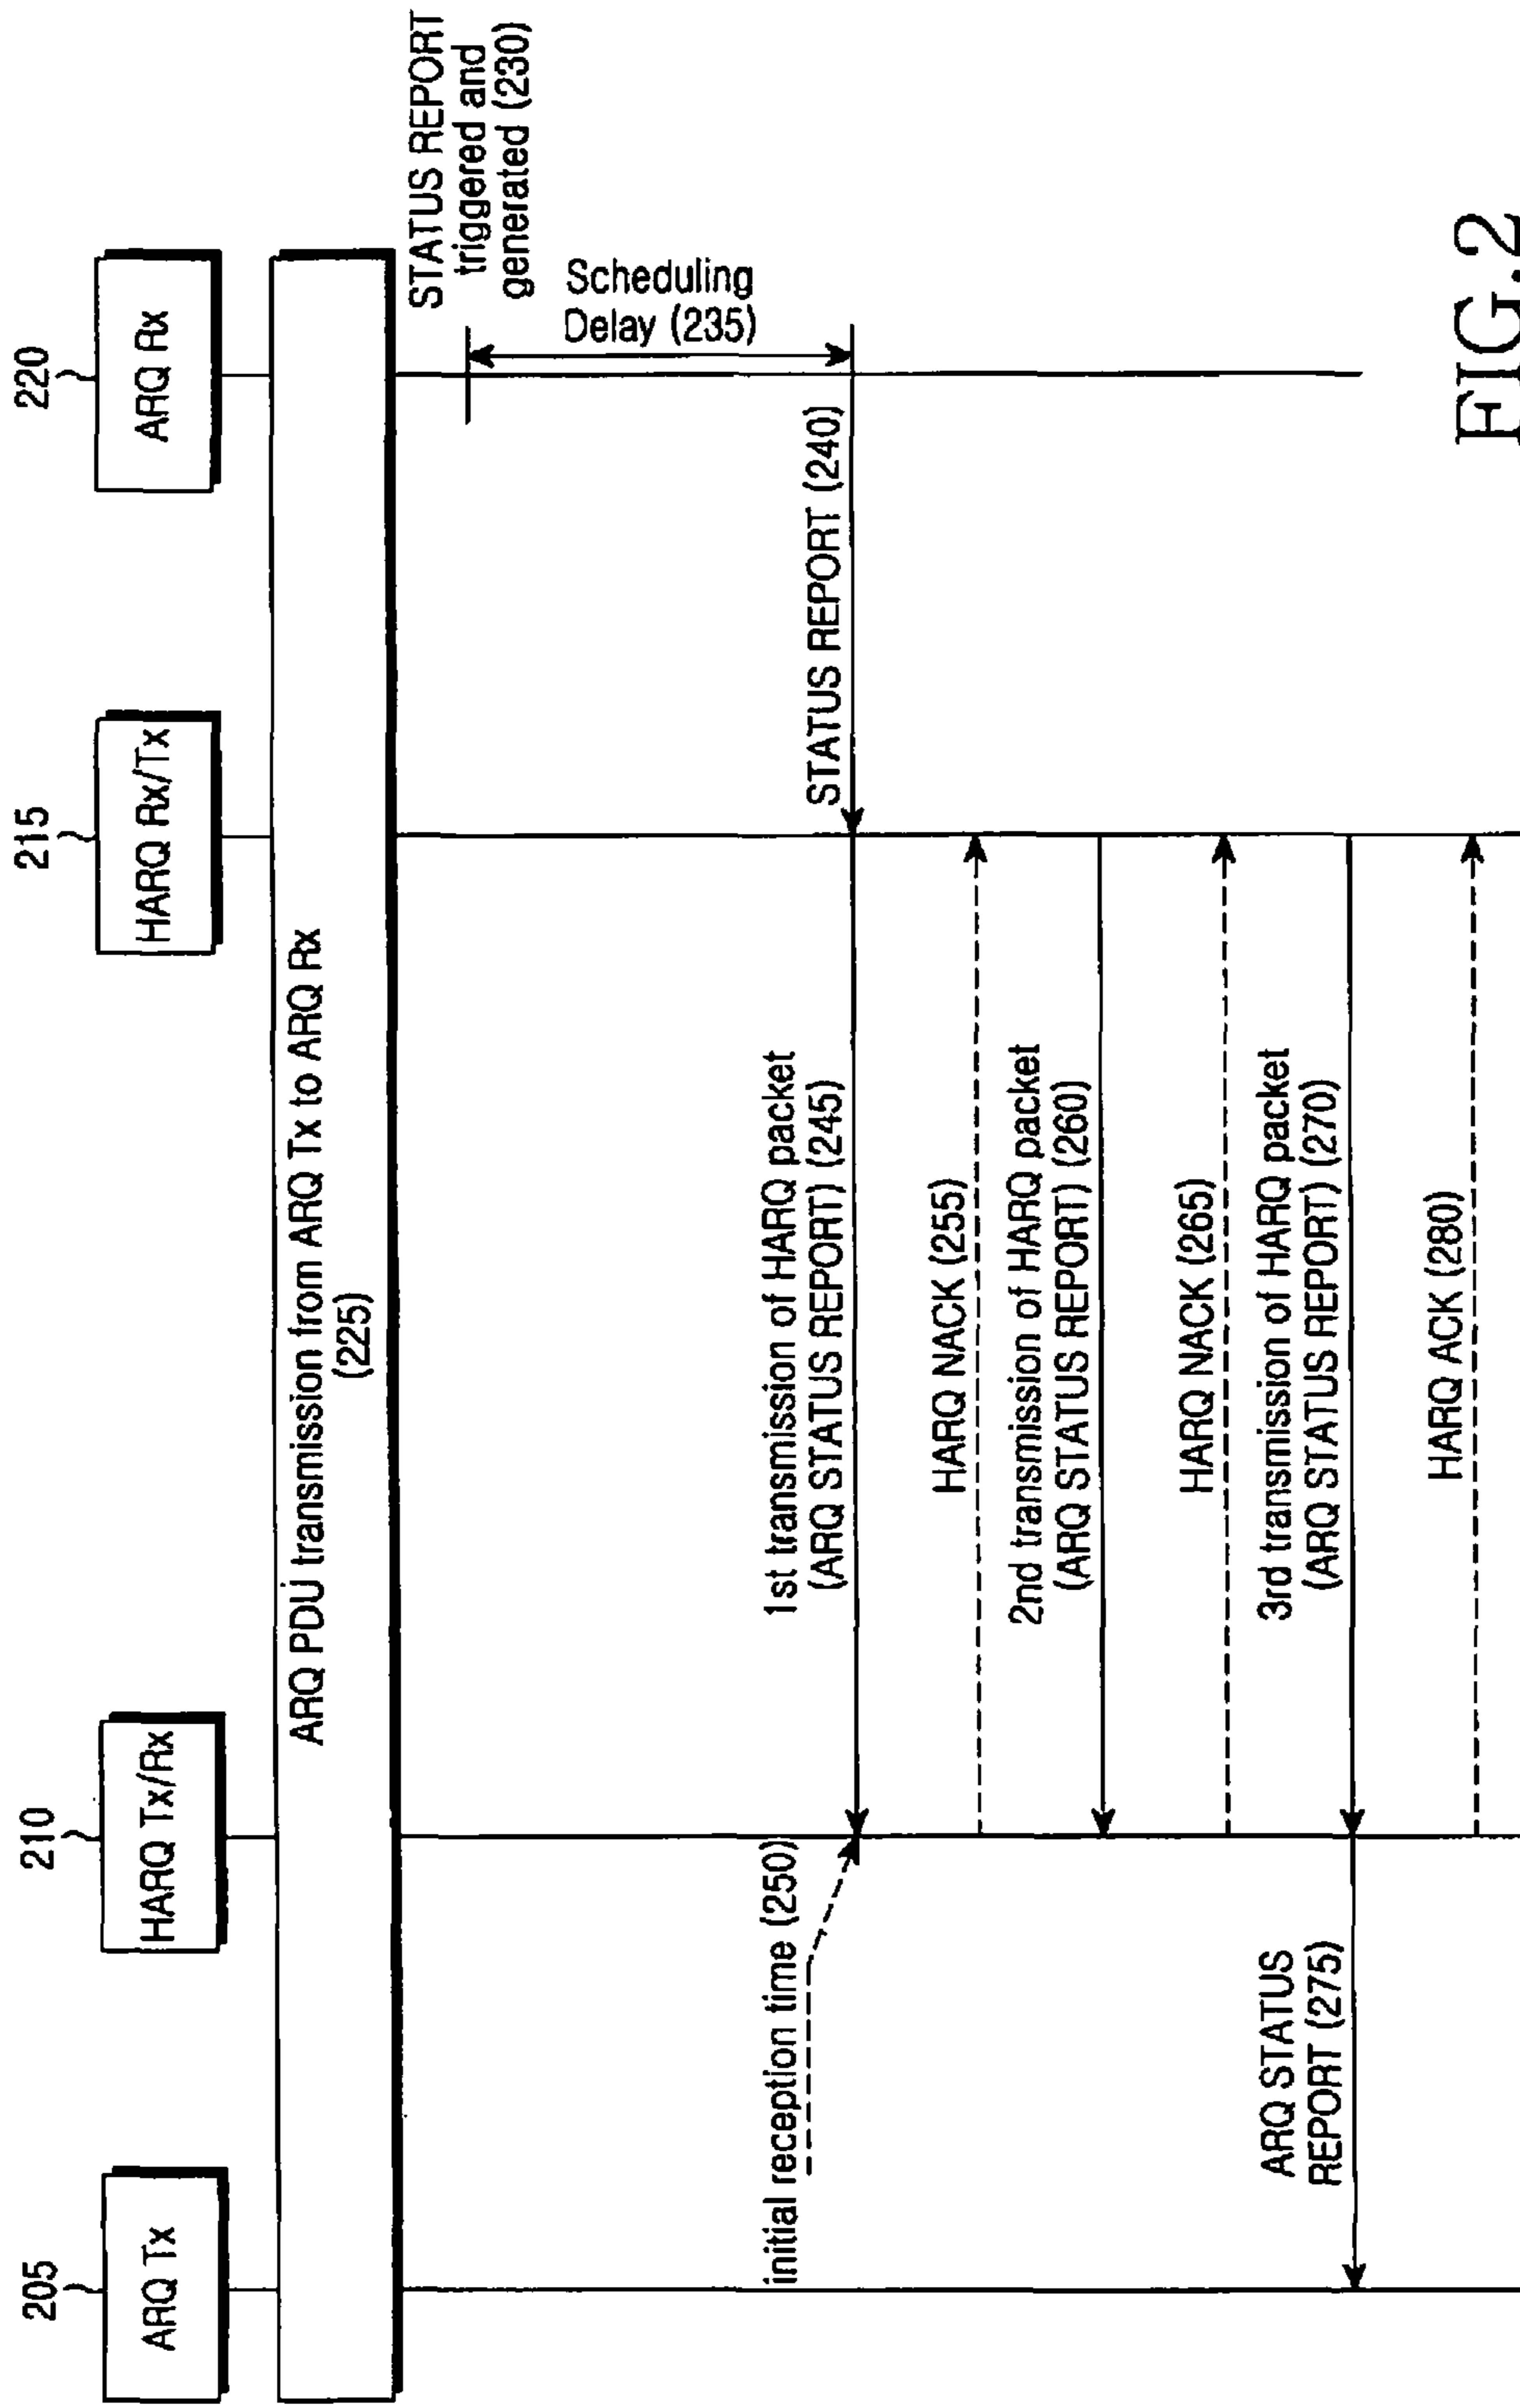 205
210
215
220
ARQ Tx
HARQ Tx/Rx
HARQ Rx/Tx
ARQ Rx
ARQ PDU transmission from ARQ Tx to ARQ Rx
(225)
STATUS REPORT
triggered and
generated (230)
Scheduling
Delay (235)
STATUS REPORT (240)
1st transmission of HARQ packet
(ARQ STATUS REPORT) (245)
initial reception time (250)
HARQ NACK (255)
2nd transmission of HARQ packet
(ARQ STATUS REPORT) (260)
HARQ NACK (265)
3rd transmission of HARQ packet
(ARQ STATUS REPORT) (270)
ARQ STATUS
REPORT (275)
HARQ ACK (280)
FIG.2